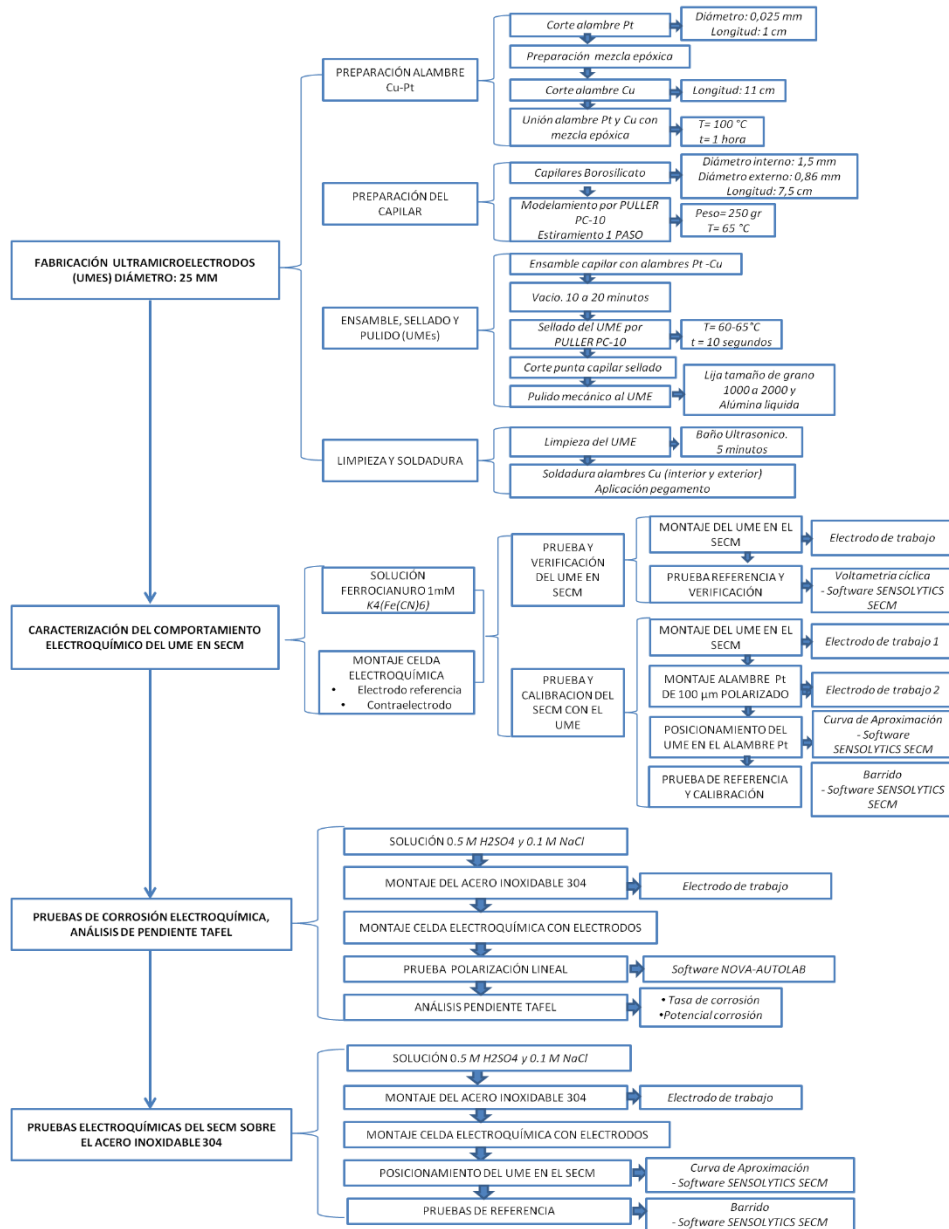 FABRICACIÓN ULTRAMICROELECTRODOS
(UMES) DIÁMETRO: 25 MM
PREPARACIÓN ALAMBRE
Cu-Pt
Corte alambre Pt
Diámetro: 0,025 mm
Longitud: 1 cm
Preparación mezcla epóxica
Corte alambre Cu
Longitud: 11 cm
Unión alambre Pt y Cu con
mezcla epóxica
T= 100 °C
t= 1 hora
PREPARACIÓN DEL
CAPILAR
Capilares Borosilicato
Diámetro interno: 1,5 mm
Diámetro externo: 0,86 mm
Longitud: 7,5 cm
Modelamiento por PULLER
PC-10
Estiramiento 1 PASO
Peso= 250 gr
T= 65 °C
ENSAMBLE, SELLADO Y
PULIDO (UMEs)
Ensamble capilar con alambres Pt -Cu
Vacio. 10 a 20 minutos
Sellado del UME por
PULLER PC-10
T= 60-65°C
t = 10 segundos
Corte punta capilar sellado
Pulido mecánico al UME
Lija tamaño de grano
1000 a 2000 y
Alúmina liquida
LIMPIEZA Y SOLDADURA
Limpieza del UME
Baño Ultrasonico.
5 minutos
Soldadura alambres Cu (interior y exterior)
Aplicación pegamento
CARACTERIZACIÓN DEL COMPORTAMIENTO
ELECTROQUÍMICO DEL UME EN SECM
SOLUCIÓN
FERROCIANURO 1mM
K4(Fe(CN)6)
MONTAJE CELDA
ELECTROQUÍMICA
• Electrodo referencia
• Contraelectrodo
PRUEBA Y
VERIFICACIÓN
DEL UME EN
SECM
MONTAJE DEL UME EN EL
SECM
Electrodo de trabajo
PRUEBA REFERENCIA Y
VERIFICACIÓN
Voltametria cíclica
- Software SENSOLYTICS
SECM
PRUEBA Y
CALIBRACION DEL
SECM CON EL
UME
MONTAJE DEL UME EN EL
SECM
Electrodo de trabajo 1
MONTAJE ALAMBRE Pt
DE 100 µm POLARIZADO
Electrodo de trabajo 2
POSICIONAMIENTO DEL
UME EN EL ALAMBRE Pt
Curva de Aproximación
- Software
SENSOLYTICS SECM
PRUEBA DE REFERENCIA
Y CALIBRACIÓN
Barrido
- Software SENSOLYTICS
SECM
PRUEBAS DE CORROSIÓN ELECTROQUÍMICA,
ANÁLISIS DE PENDIENTE TAFEL
SOLUCIÓN 0.5 M H2SO4 y 0.1 M NaCl
MONTAJE DEL ACERO INOXIDABLE 304
Electrodo de trabajo
MONTAJE CELDA ELECTROQUÍMICA CON ELECTRODOS
PRUEBA POLARIZACIÓN LINEAL
Software NOVA-AUTOLAB
ANÁLISIS PENDIENTE TAFEL
• Tasa de corrosión
•Potencial corrosión
PRUEBAS ELECTROQUÍMICAS DEL SECM SOBRE
EL ACERO INOXIDABLE 304
SOLUCIÓN 0.5 M H2SO4 y 0.1 M NaCl
MONTAJE DEL ACERO INOXIDABLE 304
Electrodo de trabajo
MONTAJE CELDA ELECTROQUÍMICA CON ELECTRODOS
POSICIONAMIENTO DEL UME EN EL SECM
Curva de Aproximación
- Software SENSOLYTICS SECM
PRUEBAS DE REFERENCIA
Barrido
- Software SENSOLYTICS SECM